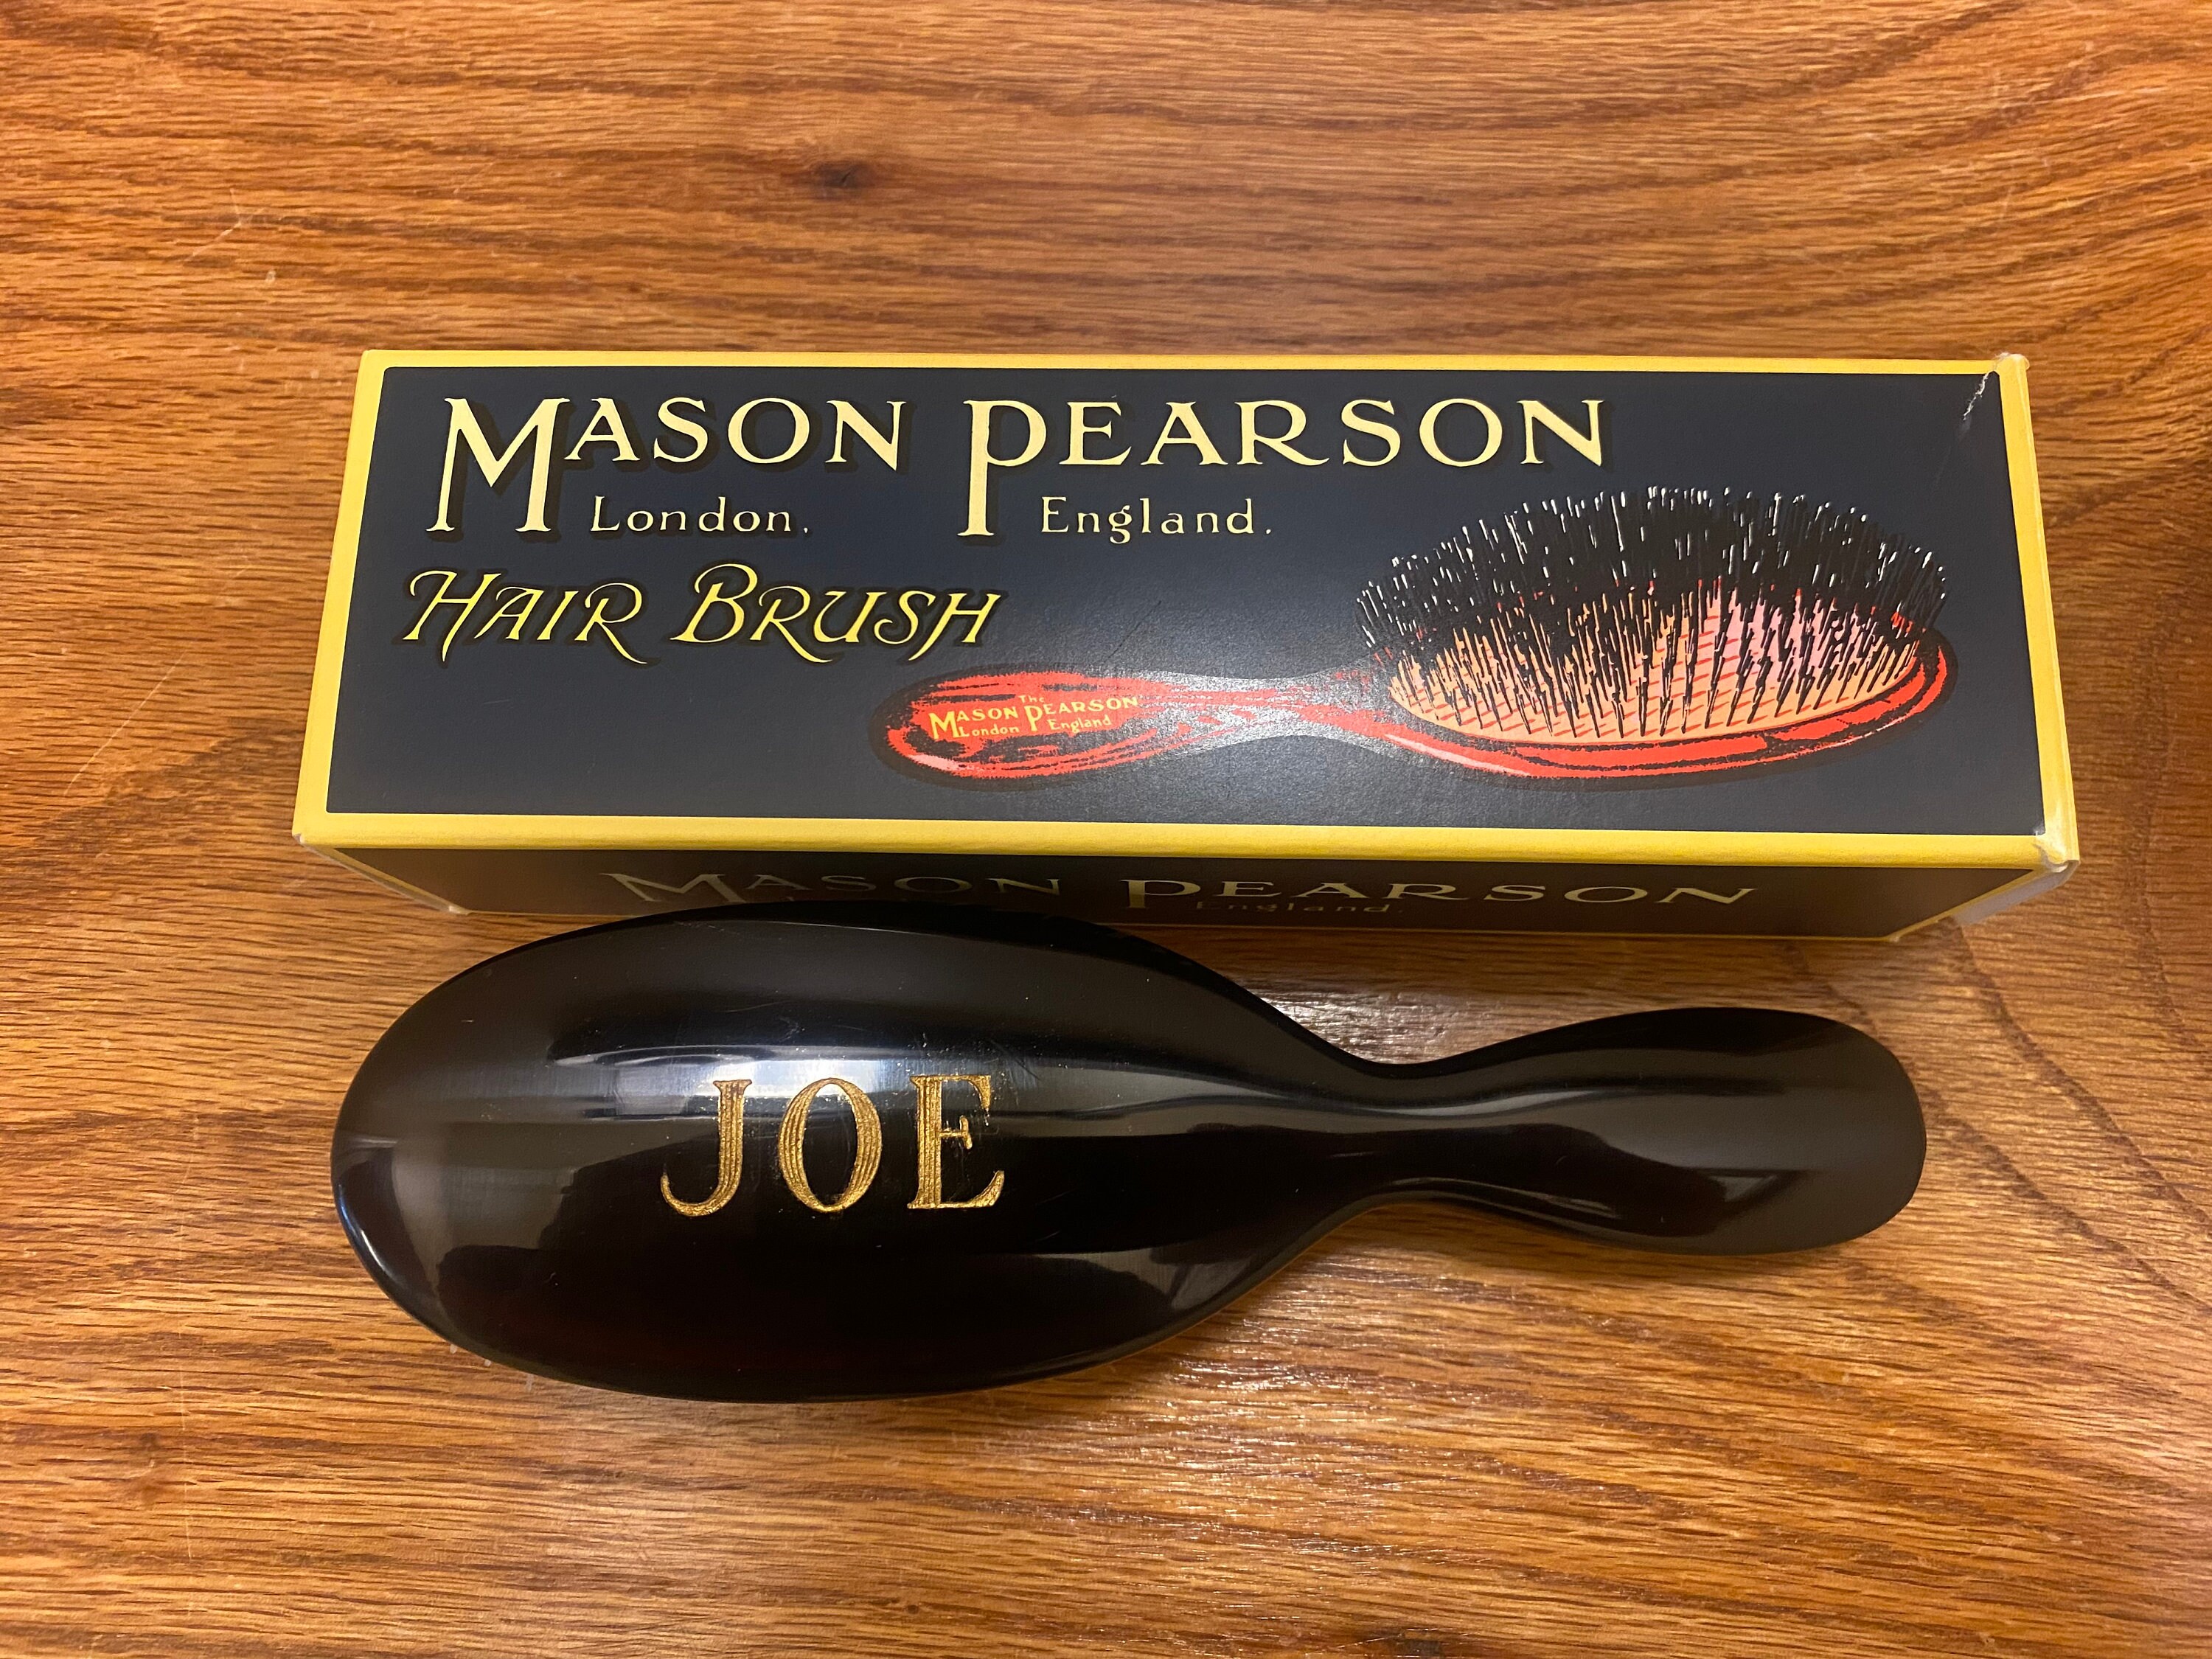 MASON PEARSON
London. England.
HAIR BRUSH
The
MASON PEARSON
London England
MASON PEARSON
England.
JOE